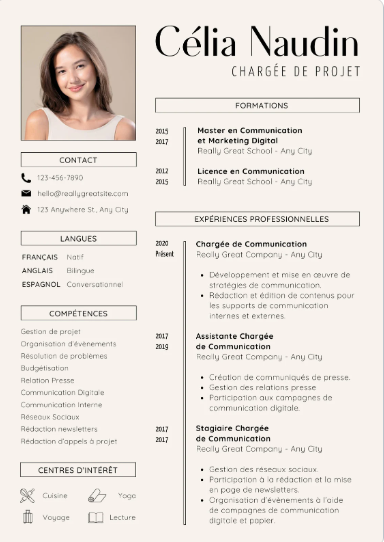 Célia Naudin
CHARGÉE DE PROJET
CONTACT
123-456-7890
hello@reallygreatsite.com
123 Anywhere St., Any City
LANGUES
FRANÇAIS Natif
ANGLAIS Bilingue
ESPAGNOL Conversationnel
COMPÉTENCES
Gestion de projet
Organisation d'évènements
Résolution de problèmes
Budgétisation
Relation Presse
Communication Digitale
Communication Interne
Réseaux Sociaux
Rédaction newsletters
Rédaction d'appels à projet
CENTRES D'INTÉRÊT
Cuisine Yoga
Voyage Lecture
FORMATIONS
2015 Master en Communication
2017 et Marketing Digital
Really Great School - Any City
2012 Licence en Communication
2015 Really Great School - Any City
EXPÉRIENCES PROFESSIONNELLES
2020 Chargée de Communication
Présent Really Great Company - Any City
• Développement et mise en œuvre de
stratégies de communication.
• Rédaction et édition de contenus pour
les supports de communication
internes et externes.
2017 Assistante Chargée
2019 de Communication
Really Great Company - Any City
• Création de communiqués de presse.
• Gestion des relations presse
• Participation aux campagnes de
communication digitale.
2017 Stagiaire Chargée
2017 de Communication
Really Great Company - Any City
• Gestion des réseaux sociaux.
• Participation à la rédaction et la mise
en page de newsletters.
• Organisation d'événements à l'aide
de campagnes de communication
digitale et papier.